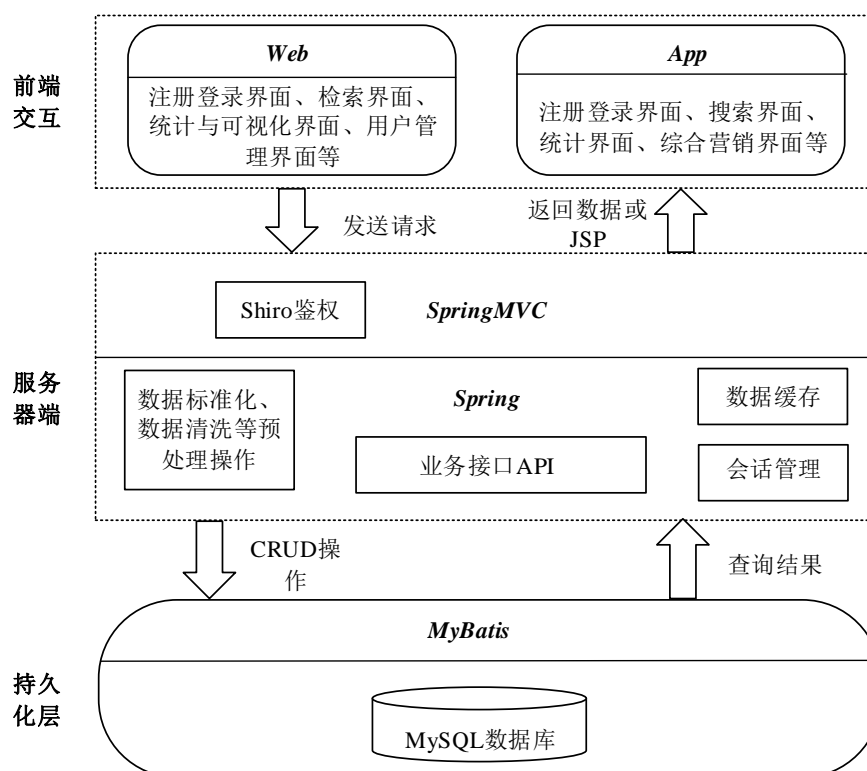 前端
交互
Web
注册登录界面、检索界面、
统计与可视化界面、用户管
理界面等
App
注册登录界面、搜索界面、
统计界面、综合营销界面等
发送请求
返回数据或
JSP
服务
器端
Shiro鉴权
SpringMVC
数据标准化、
数据清洗等预
处理操作
Spring
业务接口API
数据缓存
会话管理
CRUD操
作
查询结果
持久
化层
MyBatis
MySQL数据库